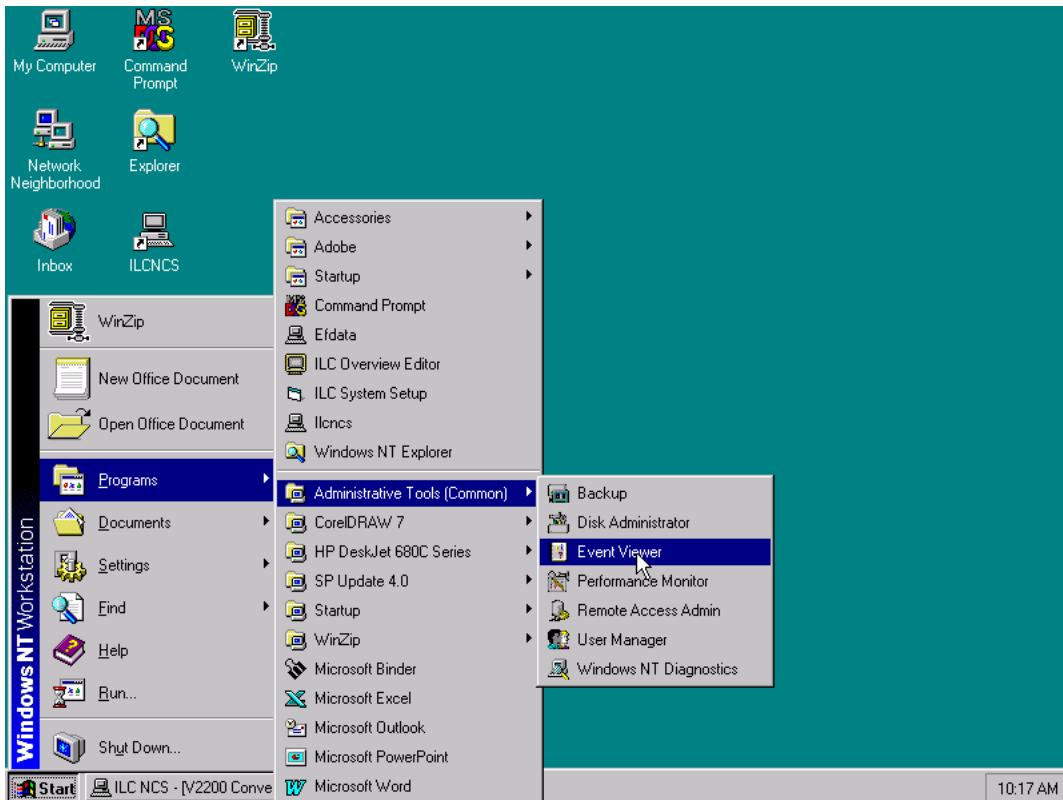 My Computer
MS
Command
Prompt
WinZip
Network
Neighborhood
Explorer
Inbox
ILCNCS
WinZip
New Office Document
Open Office Document
Programs
Documents
Settings
Find
Help
Run...
Shut Down...
Windows NT Workstation
Accessories
Adobe
Startup
Command Prompt
Efdata
ILC Overview Editor
ILC System Setup
Ilcncs
Windows NT Explorer
Administrative Tools (Common)
CorelDRAW 7
HP DeskJet 680C Series
SP Update 4.0
Startup
WinZip
Microsoft Binder
Microsoft Excel
Microsoft Outlook
Microsoft PowerPoint
Microsoft Word
Backup
Disk Administrator
Event Viewer
Performance Monitor
Remote Access Admin
User Manager
Windows NT Diagnostics
Start
ILC NCS - [V2200 Conve
10:17 AM